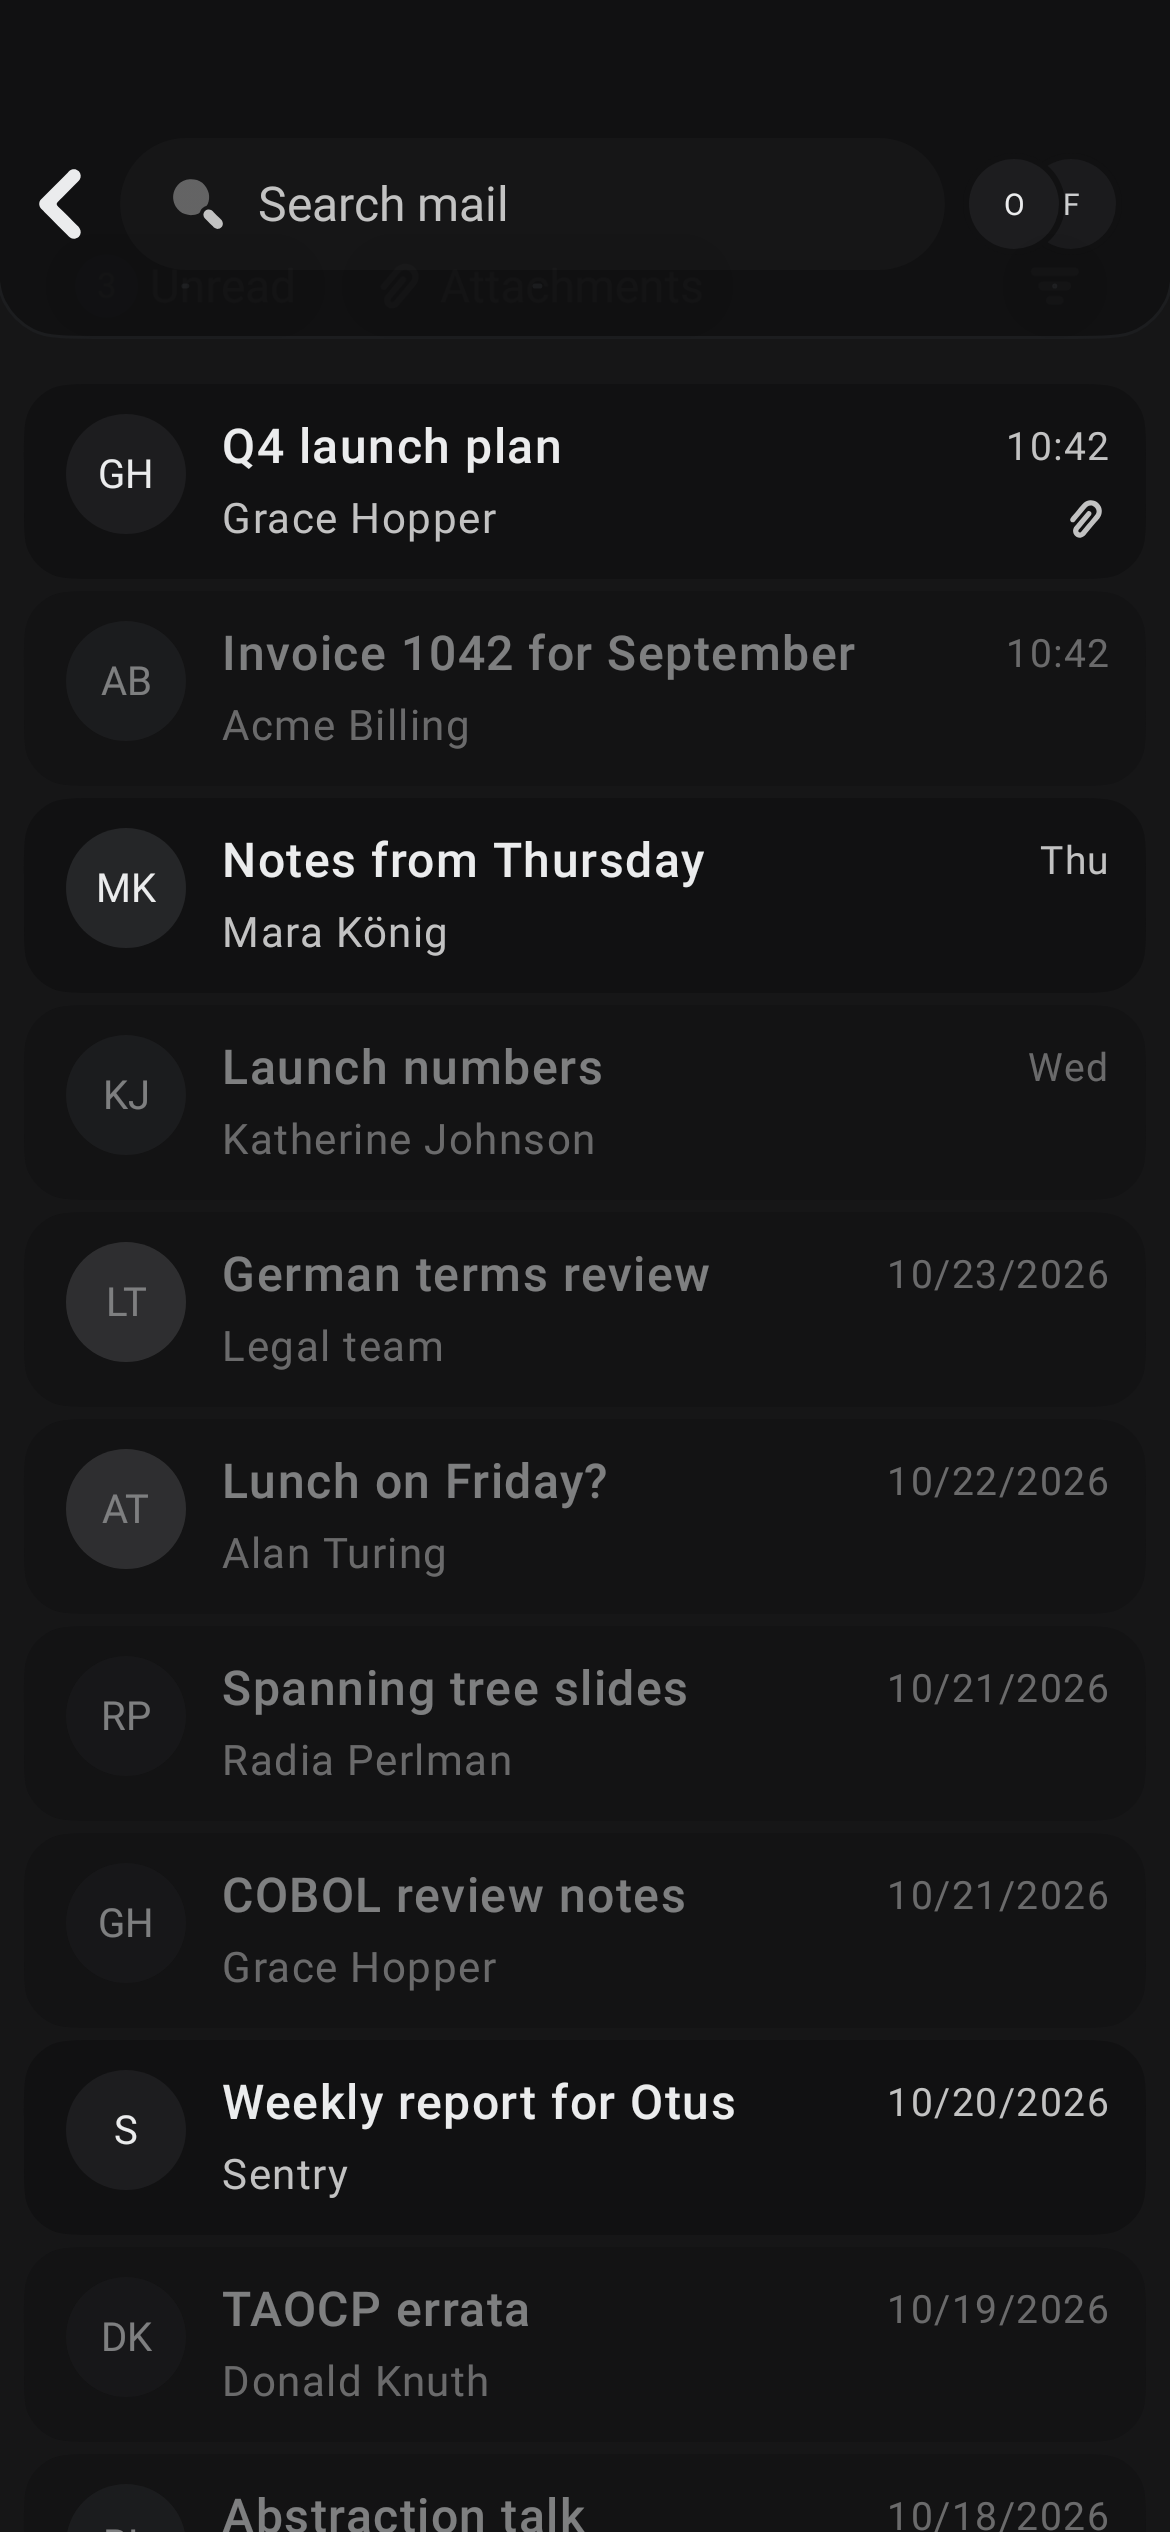 Search mail
O F
3 Unread Attachments
GH Q4 launch plan 10:42
Grace Hopper
AB Invoice 1042 for September 10:42
Acme Billing
MK Notes from Thursday Thu
Mara König
KJ Launch numbers Wed
Katherine Johnson
LT German terms review 10/23/2026
Legal team
AT Lunch on Friday? 10/22/2026
Alan Turing
RP Spanning tree slides 10/21/2026
Radia Perlman
GH COBOL review notes 10/21/2026
Grace Hopper
S Weekly report for Otus 10/20/2026
Sentry
DK TAOCP errata 10/19/2026
Donald Knuth
Abstraction talk 10/18/2026